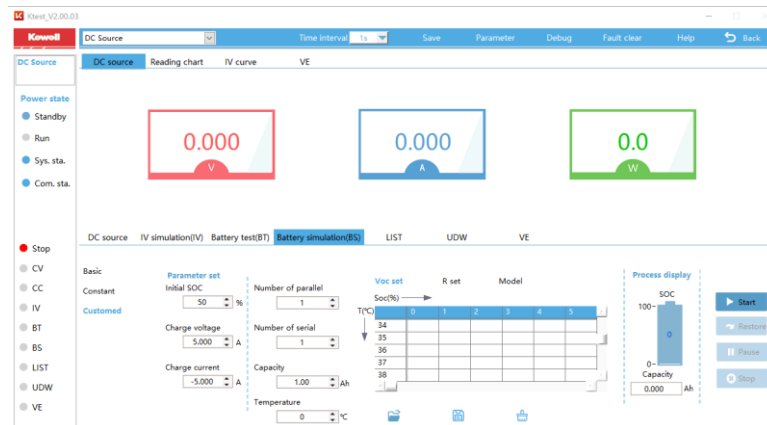 Ktest_V2.00.03
Kewell DC Source Time interval 1s Save Parameter Debug Fault clear Help Back
DC Source DC source Reading chart IV curve VE
Power state
Standby
Run
Sys. sta.
Com. sta.
0.000 0.000 0.0
V A W
DC source IV simulation(IV) Battery test(BT) Battery simulation(BS) LIST UDW VE
Stop
CV
CC
IV
BT
BS
LIST
UDW
VE
Basic
Constant
Customed
Parameter set
Initial SOC
50 %
Charge voltage
5.000 A
Charge current
-5.000 A
Number of parallel
1
Number of serial
1
Capacity
1.00 Ah
Temperature
0 ℃
Voc set R set Model
Soc(%)
T(℃) 0 1 2 3 4 5
34
35
36
37
38
Process display
SOC
100-
0
0-
Capacity
0.000 Ah
Start
Restore
Pause
Stop